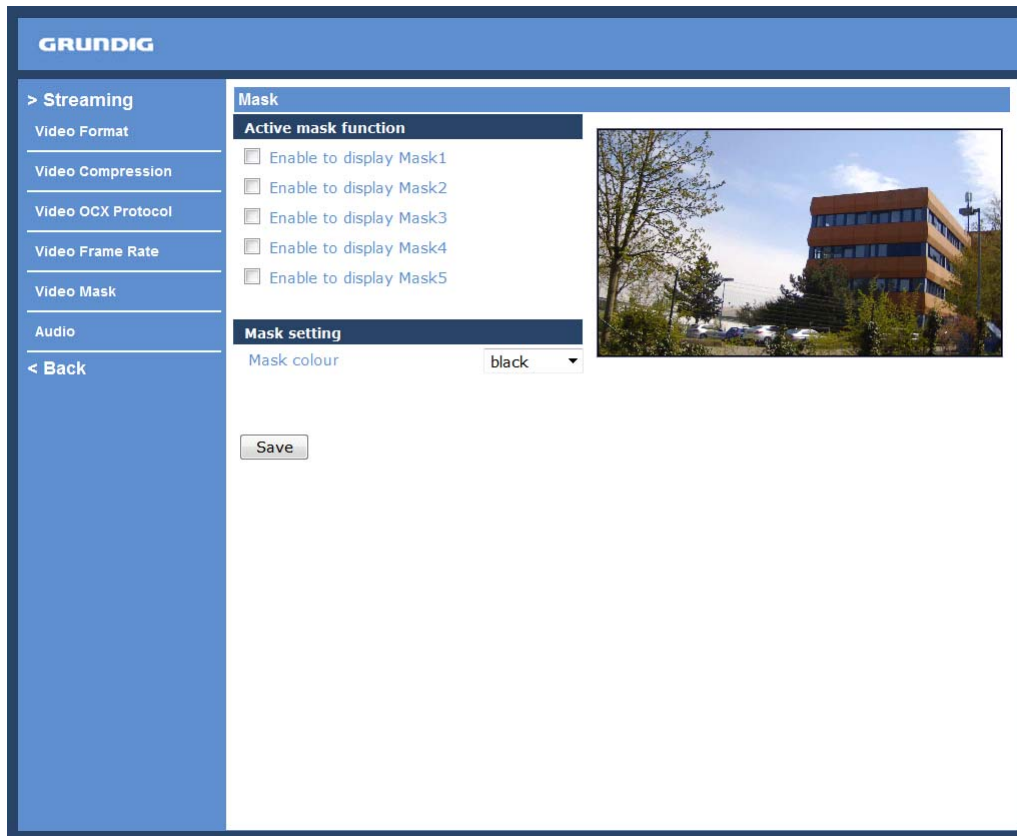 GRUNDIG
> Streaming
Video Format
Video Compression
Video OCX Protocol
Video Frame Rate
Video Mask
Audio
< Back
Mask
Active mask function
Enable to display Mask1
Enable to display Mask2
Enable to display Mask3
Enable to display Mask4
Enable to display Mask5
Mask setting
Mask colour black
Save